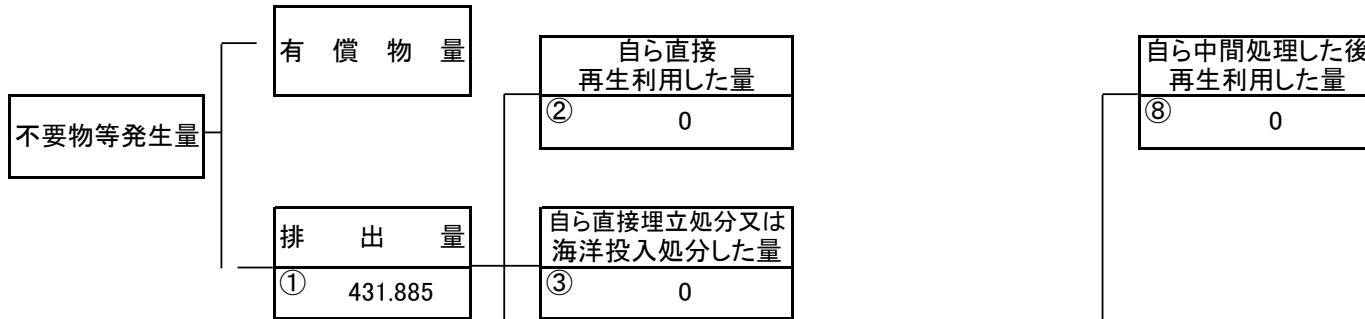 有 償 物 量
自ら直接
再生利用した量
② 0
自ら中間処理した後
再生利用した量
⑧ 0
不要物等発生量
排 出 量
① 431.885
自ら直接埋立処分又は
海洋投入処分した量
③ 0